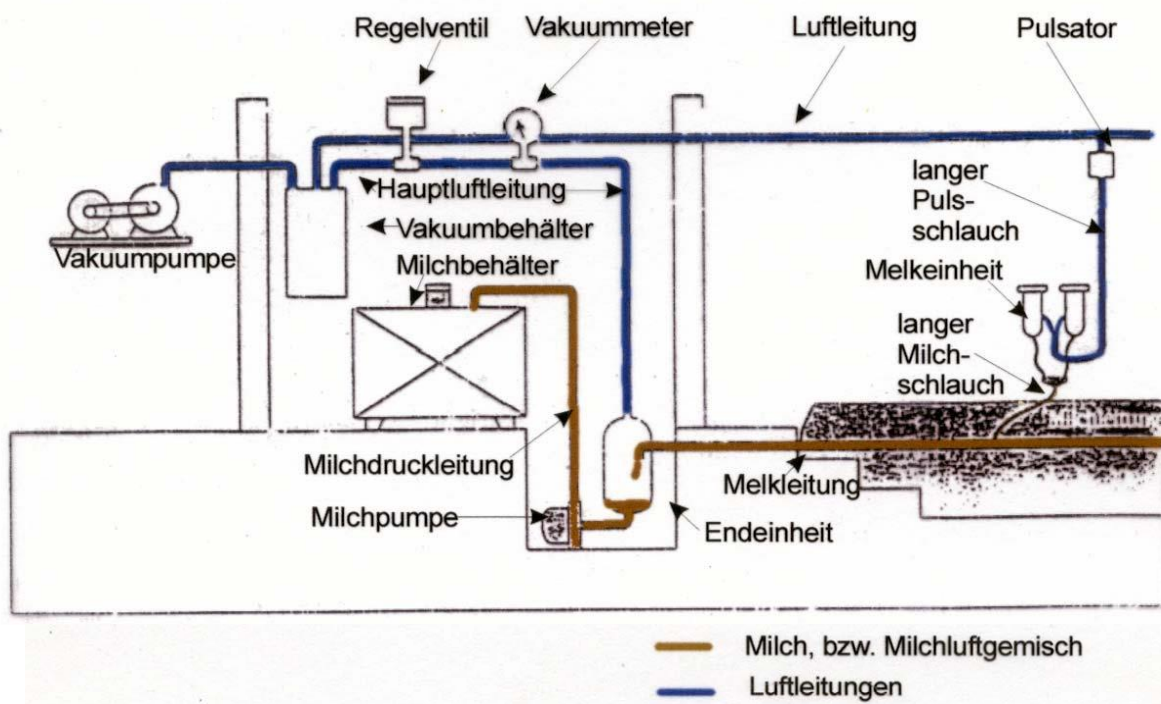 Regelventil
Vakuummeter
Luftleitung
Pulsator
Hauptluftleitung
langer
Puls-
schlauch
Vakuumpumpe
Vakuumbehälter
Milchbehälter
Melkeinheit
langer
Milch-
schlauch
Milchdruckleitung
Melkleitung
Milchpumpe
Endeinheit
Milch, bzw. Milchluftgemisch
Luftleitungen